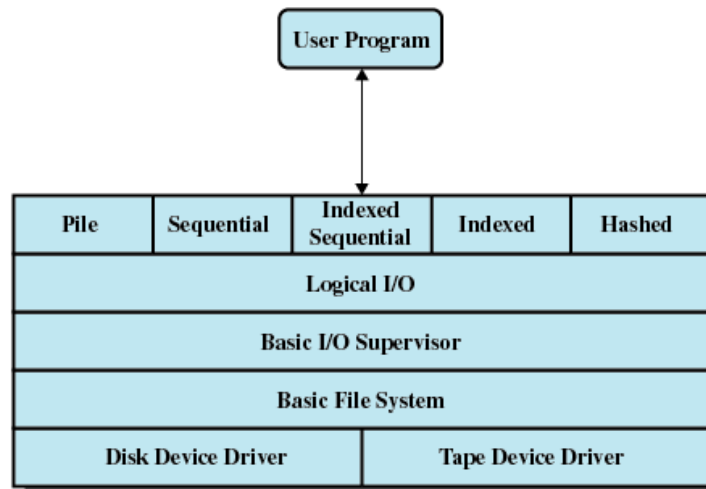 User Program
Pile
Sequential
Indexed
Sequential
Indexed
Hashed
Logical I/O
Basic I/O Supervisor
Basic File System
Disk Device Driver
Tape Device Driver